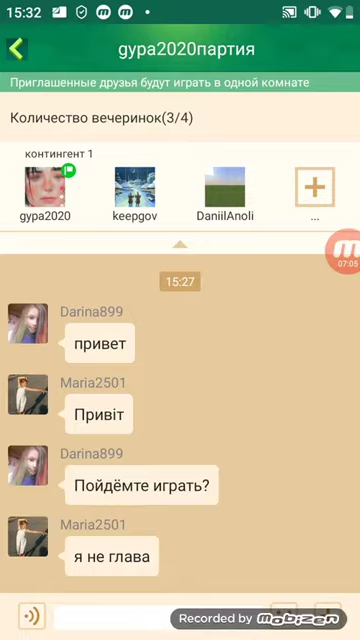 15:32
gypa2020партия
Приглашенные друзья будут играть в одной комнате
Количество вечеринок(3/4)
контингент 1
gypa2020
keepgov
DaniilAnoli
...
07:05
15:27
Darina899
привет
Maria2501
Привіт
Darina899
Пойдёмте играть?
Maria2501
я не глава
Recorded by mobizen